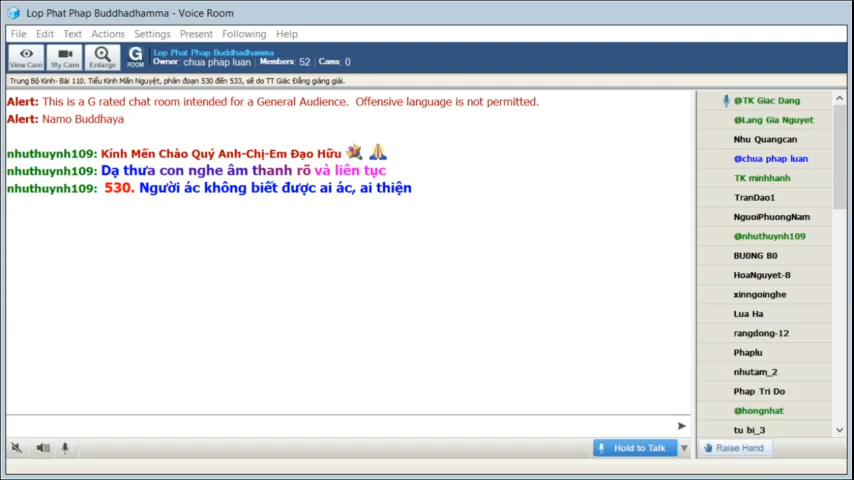 Lop Phat Phap Buddhadhamma - Voice Room
File Edit Text Actions Settings Present Following Help
View Cam My Cam Enlarge G ROOM
Lop Phat Phap Buddhadhamma
Owner: chua phap luan Members: 52 Cams: 0
Trung Bộ Kinh- Bài 110. Tiểu Kinh Mãn Nguyệt, phân đoạn 530 đến 533, sẽ do TT Giác Đẳng giảng giải.
Alert: This is a G rated chat room intended for a General Audience. Offensive language is not permitted.
Alert: Namo Buddhaya
nhuthuynh109: Kính Mến Chào Quý Anh-Chị-Em Đạo Hữu
nhuthuynh109: Dạ thưa con nghe âm thanh rõ và liên tục
nhuthuynh109: 530. Người ác không biết được ai ác, ai thiện
@TK Giac Dang
@Lang Gia Nguyet
Nhu Quangcan
@chua phap luan
TK minhhanh
TranDao1
NguoiPhuongNam
@nhuthuynh109
BU0NG B0
HoaNguyet-8
xinngoinghe
Lua Ha
rangdong-12
Phaplu
nhutam_2
Phap Tri Do
@hongnhat
tu bi_3
Hold to Talk
Raise Hand